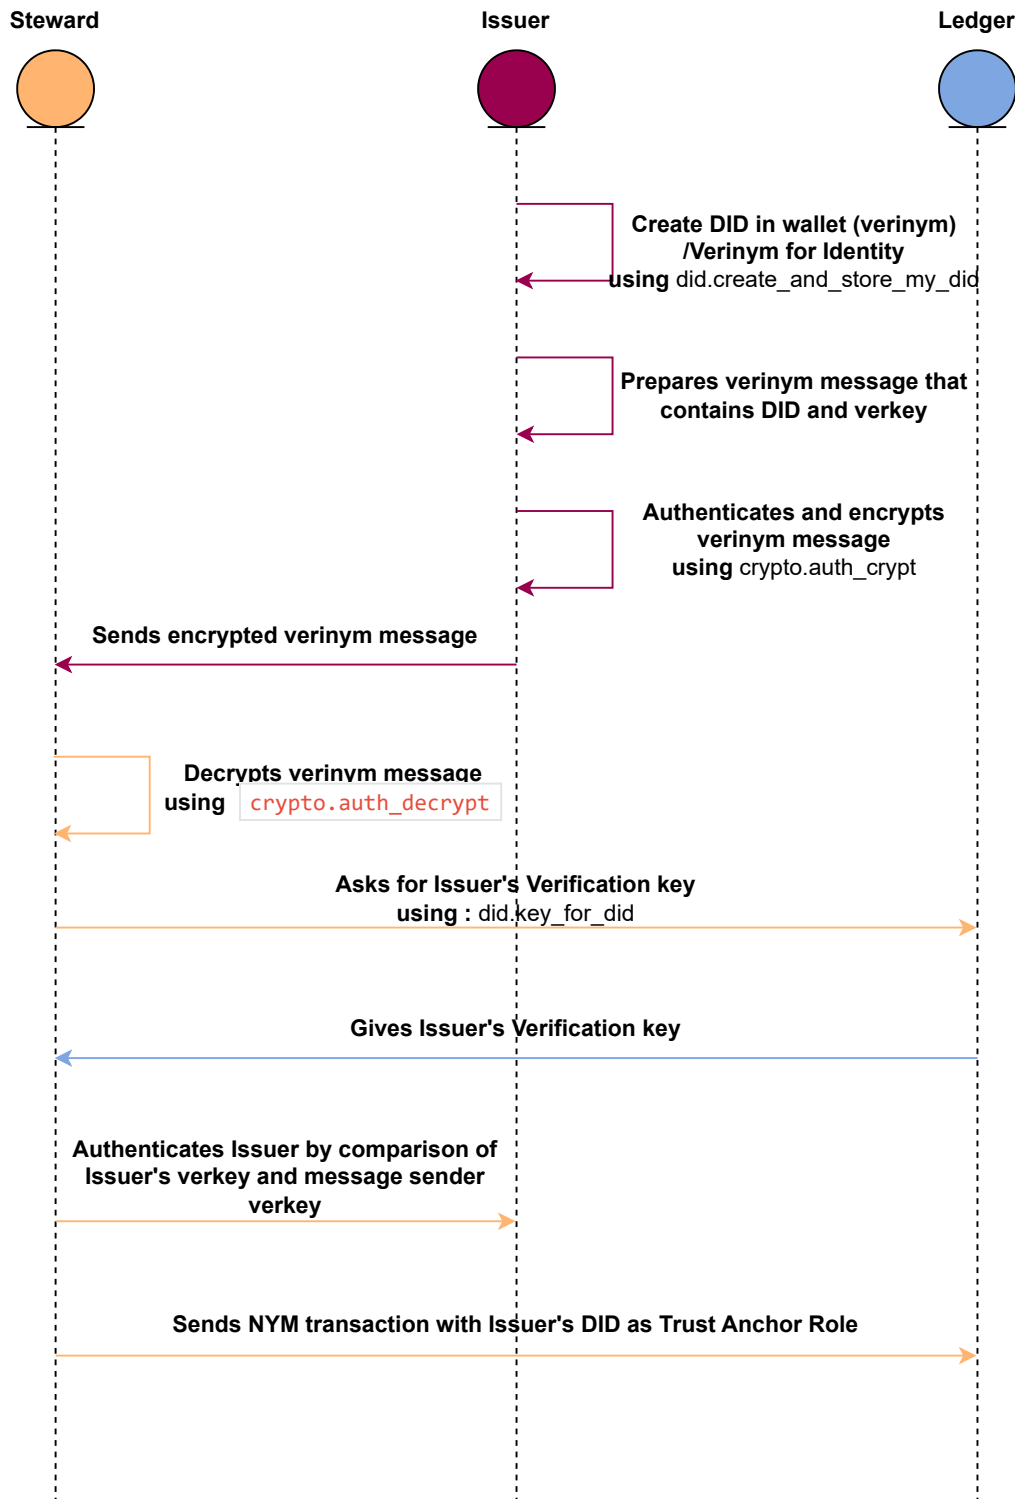 Steward
Issuer
Ledger
Create DID in wallet (verinym)
/Verinym for Identity
using did.create_and_store_my_did
Prepares verinym message that
contains DID and verkey
Authenticates and encrypts
verinym message
using crypto.auth_crypt
Sends encrypted verinym message
Decrypts verinym message
using crypto.auth_decrypt
Asks for Issuer's Verification key
using : did.key_for_did
Gives Issuer's Verification key
Authenticates Issuer by comparison of
Issuer's verkey and message sender
verkey
Sends NYM transaction with Issuer's DID as Trust Anchor Role